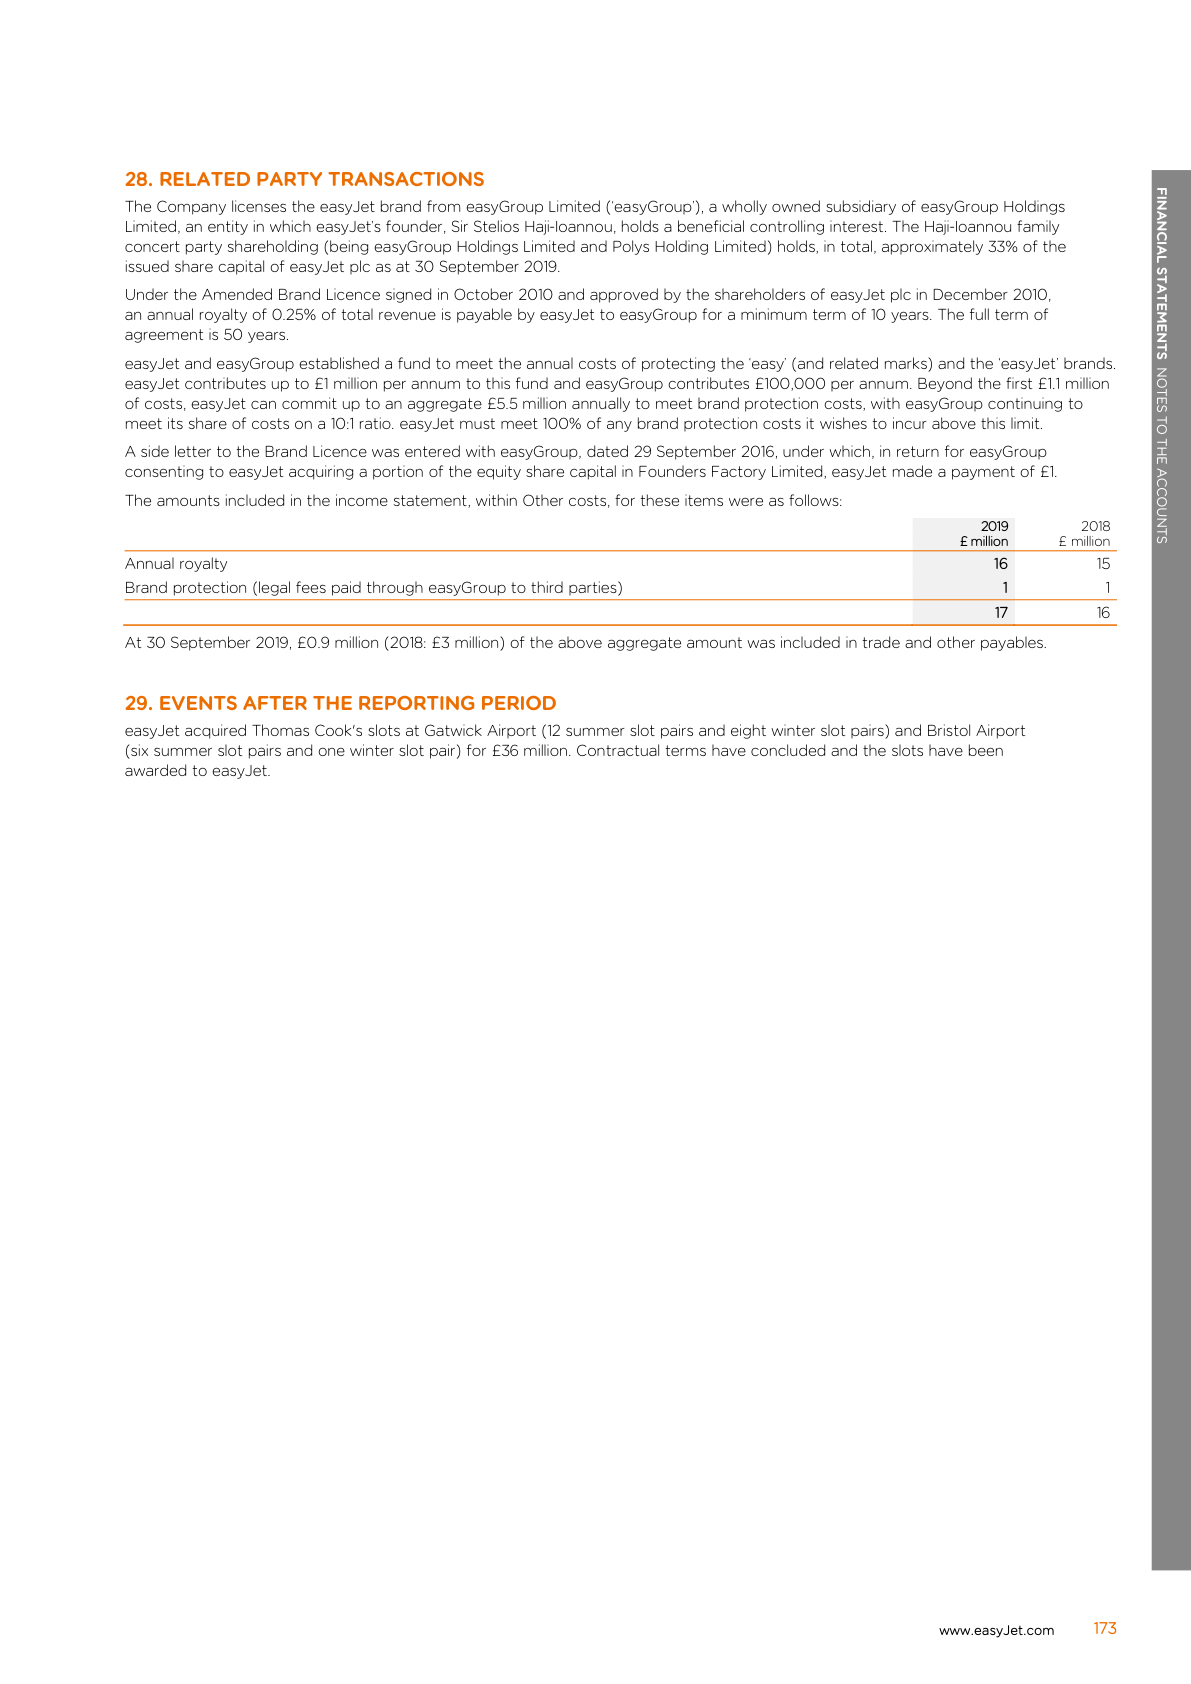 28. RELATED PARTY TRANSACTIONS
The Company licenses the easyJet brand from easyGroup Limited (‘easyGroup’), a wholly owned subsidiary of easyGroup Holdings
Limited, an entity in which easyJet’s founder, Sir Stelios Haji-Ioannou, holds a beneficial controlling interest. The Haji-Ioannou family
concert party shareholding (being easyGroup Holdings Limited and Polys Holding Limited) holds, in total, approximately 33% of the
issued share capital of easyJet plc as at 30 September 2019.
Under the Amended Brand Licence signed in October 2010 and approved by the shareholders of easyJet plc in December 2010,
an annual royalty of 0.25% of total revenue is payable by easyJet to easyGroup for a minimum term of 10 years. The full term of
agreement is 50 years.
easyJet and easyGroup established a fund to meet the annual costs of protecting the ‘easy’ (and related marks) and the ‘easyJet’ brands.
easyJet contributes up to £1 million per annum to this fund and easyGroup contributes £100,000 per annum. Beyond the first £1.1 million
of costs, easyJet can commit up to an aggregate £5.5 million annually to meet brand protection costs, with easyGroup continuing to
meet its share of costs on a 10:1 ratio. easyJet must meet 100% of any brand protection costs it wishes to incur above this limit.
A side letter to the Brand Licence was entered with easyGroup, dated 29 September 2016, under which, in return for easyGroup
consenting to easyJet acquiring a portion of the equity share capital in Founders Factory Limited, easyJet made a payment of £1.
The amounts included in the income statement, within Other costs, for these items were as follows:
2019 2018
£ million £ million
Annual royalty 16 15
Brand protection (legal fees paid through easyGroup to third parties) 1 1
17 16
At 30 September 2019, £0.9 million (2018: £3 million) of the above aggregate amount was included in trade and other payables.
29. EVENTS AFTER THE REPORTING PERIOD
easyJet acquired Thomas Cook's slots at Gatwick Airport (12 summer slot pairs and eight winter slot pairs) and Bristol Airport
(six summer slot pairs and one winter slot pair) for £36 million. Contractual terms have concluded and the slots have been
awarded to easyJet.
FINANCIAL STATEMENTS NOTES TO THE ACCOUNTS
www.easyJet.com 173